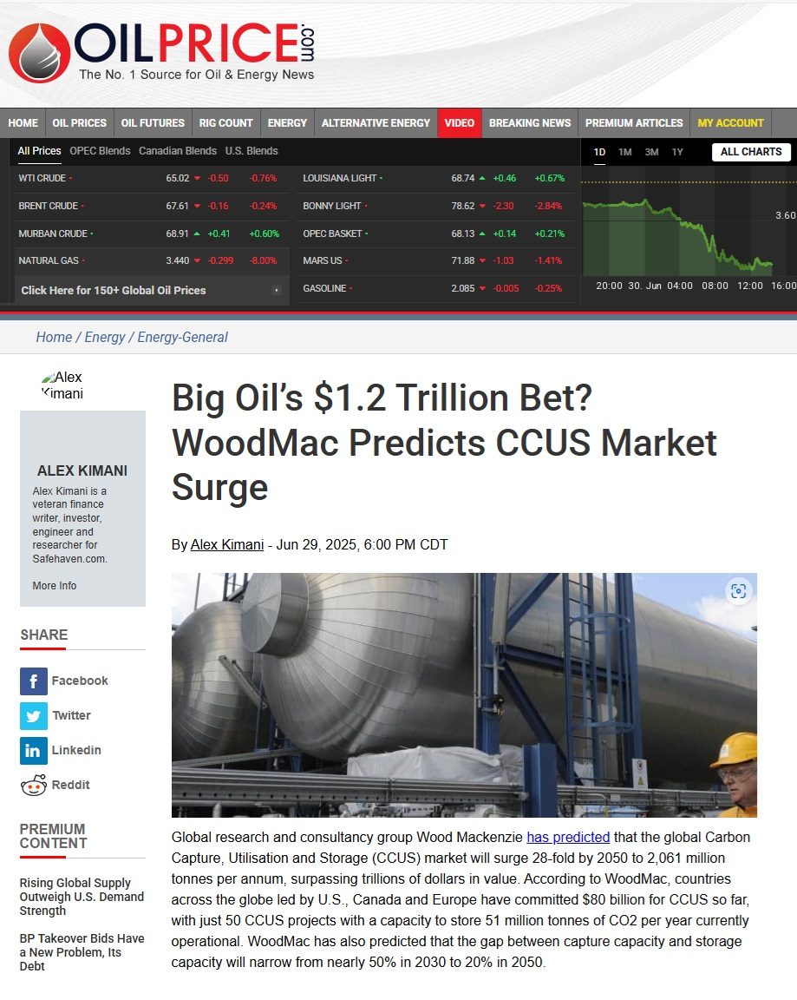 OILPRICE.com
The No. 1 Source for Oil & Energy News
HOME OIL PRICES OIL FUTURES RIG COUNT ENERGY ALTERNATIVE ENERGY VIDEO BREAKING NEWS PREMIUM ARTICLES MY ACCOUNT
All Prices OPEC Blends Canadian Blends U.S. Blends
WTI CRUDE • 65.02 ▼ -0.50 -0.76%
BRENT CRUDE • 67.61 ▼ -0.16 -0.24%
MURBAN CRUDE • 68.91 ▲ +0.41 +0.60%
NATURAL GAS • 3.440 ▼ -0.299 -8.00%
Click Here for 150+ Global Oil Prices
LOUISIANA LIGHT • 68.74 ▲ +0.46 +0.67%
BONNY LIGHT • 78.62 ▼ -2.30 -2.84%
OPEC BASKET • 68.13 ▲ +0.14 +0.21%
MARS US • 71.88 ▼ -1.03 -1.41%
GASOLINE • 2.085 ▼ -0.005 -0.25%
1D 1M 3M 1Y ALL CHARTS
3.60
20:00 30. Jun 04:00 08:00 12:00 16:00
Home / Energy / Energy-General
Alex
Kimani
ALEX KIMANI
Alex Kimani is a
veteran finance
writer, investor,
engineer and
researcher for
Safehaven.com.
More Info
SHARE
Facebook
Twitter
Linkedin
Reddit
PREMIUM
CONTENT
Rising Global Supply
Outweigh U.S. Demand
Strength
BP Takeover Bids Have
a New Problem, Its
Debt
Big Oil’s $1.2 Trillion Bet?
WoodMac Predicts CCUS Market
Surge
By Alex Kimani - Jun 29, 2025, 6:00 PM CDT
Global research and consultancy group Wood Mackenzie has predicted that the global Carbon
Capture, Utilisation and Storage (CCUS) market will surge 28-fold by 2050 to 2,061 million
tonnes per annum, surpassing trillions of dollars in value. According to WoodMac, countries
across the globe led by U.S., Canada and Europe have committed $80 billion for CCUS so far,
with just 50 CCUS projects with a capacity to store 51 million tonnes of CO2 per year currently
operational. WoodMac has also predicted that the gap between capture capacity and storage
capacity will narrow from nearly 50% in 2030 to 20% in 2050.